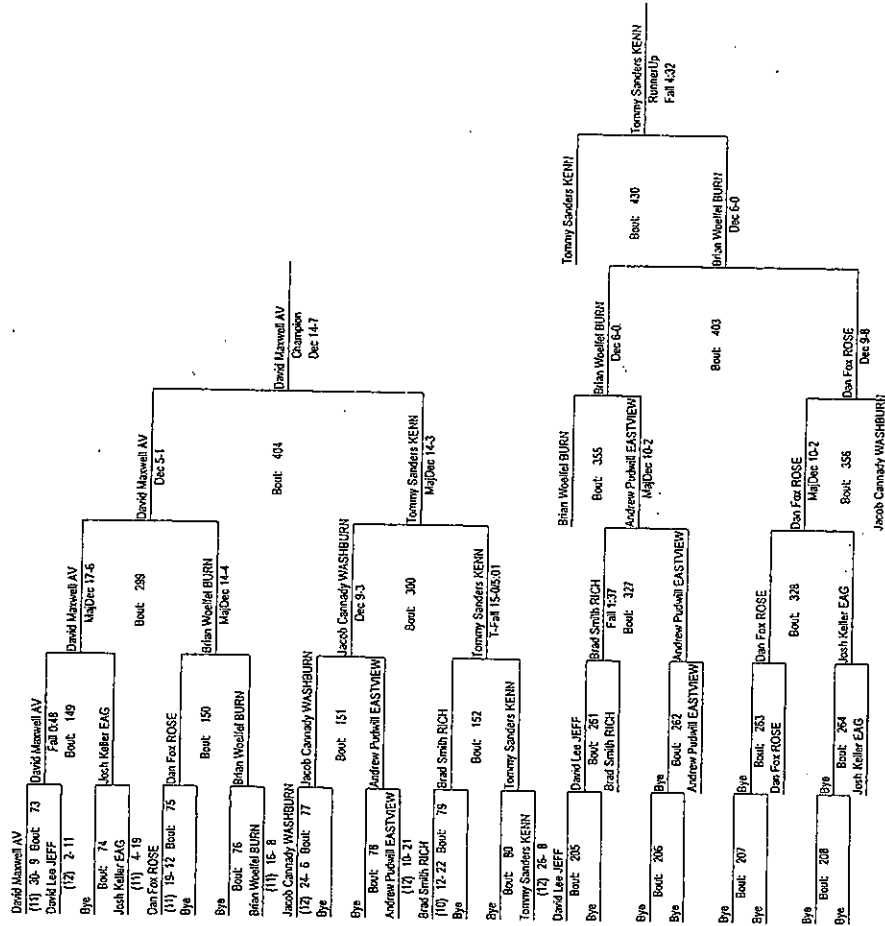 David Maxwell AV
(11) 30- 9 Bout: 73
David Lee JEFF
(12) 2- 11
Bye
Bout: 74
Josh Keller EAG
(11) 4-19
Dan Fox ROSE
(11) 19- 12 Bout: 75
Bye
Bye
Bout: 76
Brian Woelfel BURN
(11) 16- 8
Jacob Cannady WASHBURN
(12) 24- 6 Bout: 77
Bye
Bye
Bout: 78
Andrew Pudwill EASTVIEW
(12) 10- 21
Brad Smith RICH
(10) 12- 22 Bout: 79
Bye
Bye
Bout: 80
Tommy Sanders KENN
(12) 26- 8
David Maxwell AV
Fall 0:48
Bout: 149
Josh Keller EAG
Dan Fox ROSE
Bout: 150
Brian Woelfel BURN
Jacob Cannady WASHBURN
Bout: 151
Andrew Pudwill EASTVIEW
Brad Smith RICH
Bout: 152
Tommy Sanders KENN
David Maxwell AV
MajDec 17-6
Bout: 299
Brian Woelfel BURN
MajDec 14-4
Jacob Cannady WASHBURN
Dec 9-3
Bout: 300
Tommy Sanders KENN
T-Fall 15-0/5:01
David Maxwell AV
Dec 5-1
Bout: 404
Tommy Sanders KENN
MajDec 14-3
David Maxwell AV
Champion
Dec 14-7
David Lee JEFF
Bout: 205
Bye
Bye
Bout: 206
Bye
Bye
Bout: 207
Bye
Bye
Bout: 208
Bye
David Lee JEFF
Bout: 261
Brad Smith RICH
Bye
Bout: 262
Andrew Pudwill EASTVIEW
Bye
Bout: 263
Dan Fox ROSE
Bye
Bout: 264
Josh Keller EAG
Brad Smith RICH
Fall 1:37
Bout: 327
Andrew Pudwill EASTVIEW
Dan Fox ROSE
Bout: 328
Josh Keller EAG
Brian Woelfel BURN
Bout: 355
Andrew Pudwill EASTVIEW
MajDec 10-2
Dan Fox ROSE
MajDec 10-2
Bout: 356
Jacob Cannady WASHBURN
Brian Woelfel BURN
Dec 6-0
Bout: 403
Dan Fox ROSE
Dec 9-8
Tommy Sanders KENN
Bout: 430
Brian Woelfel BURN
Dec 6-0
Tommy Sanders KENN
RunnerUp
Fall 4:32